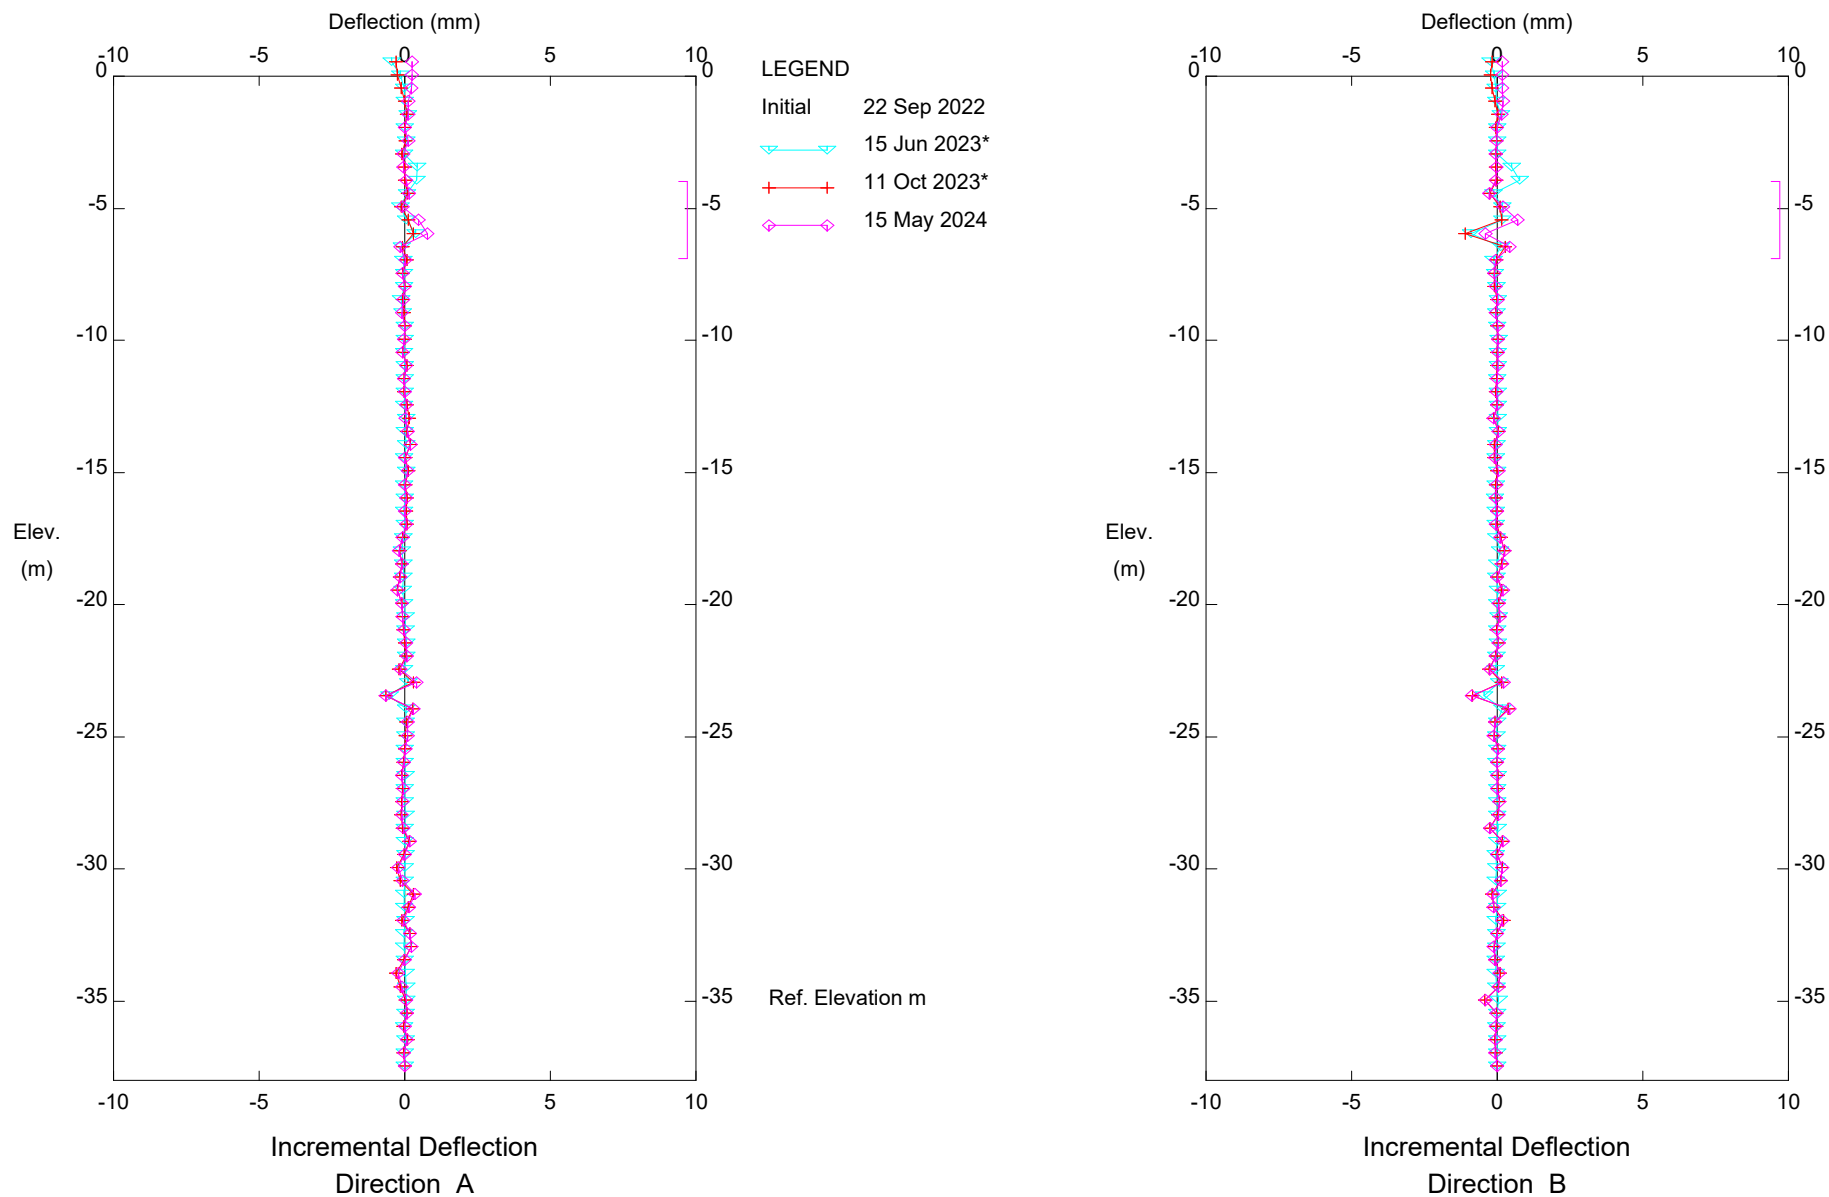 Deflection (mm)
-10 -5 0 5 10
0 0
-5 -5
-10 -10
-15 -15
-20 -20
-25 -25
-30 -30
-35 -35
Elev.
(m)
-10 -5 0 5 10
Incremental Deflection
Direction A
LEGEND
Initial 22 Sep 2022
15 Jun 2023*
11 Oct 2023*
15 May 2024
Ref. Elevation m
Deflection (mm)
-10 -5 0 5 10
0 0
-5 -5
-10 -10
-15 -15
-20 -20
-25 -25
-30 -30
-35 -35
Elev.
(m)
-10 -5 0 5 10
Incremental Deflection
Direction B